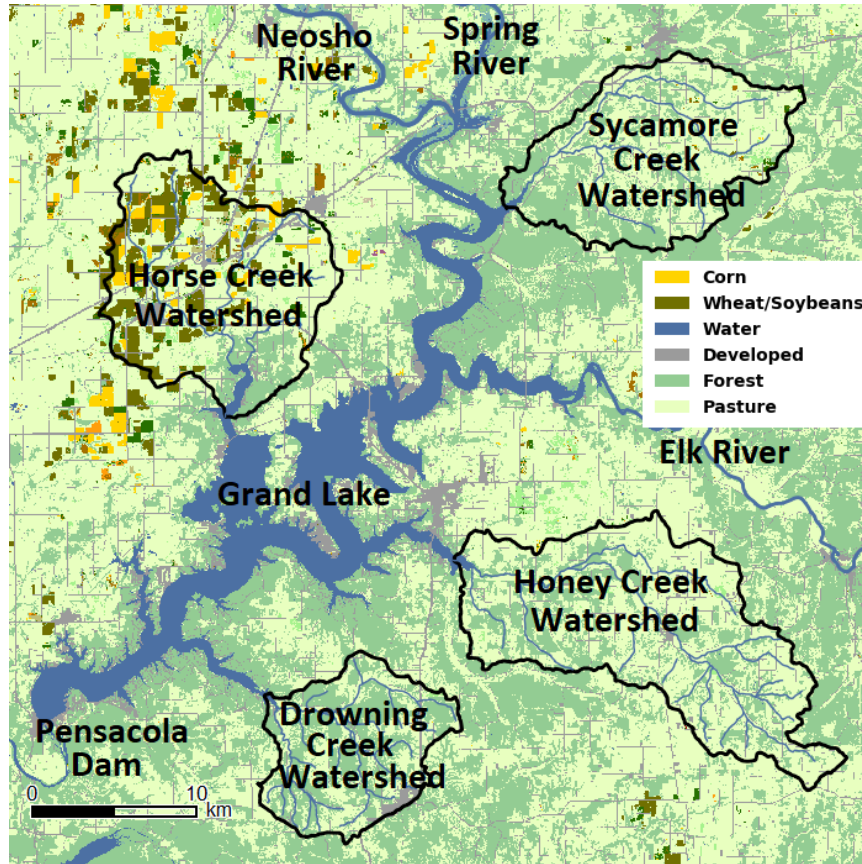 Neosho
River
Spring
River
Sycamore
Creek
Watershed
Horse Creek
Watershed
Corn
Wheat/Soybeans
Water
Developed
Forest
Pasture
Elk River
Grand Lake
Honey Creek
Watershed
Drowning
Creek
Watershed
Pensacola
Dam
0 10
km